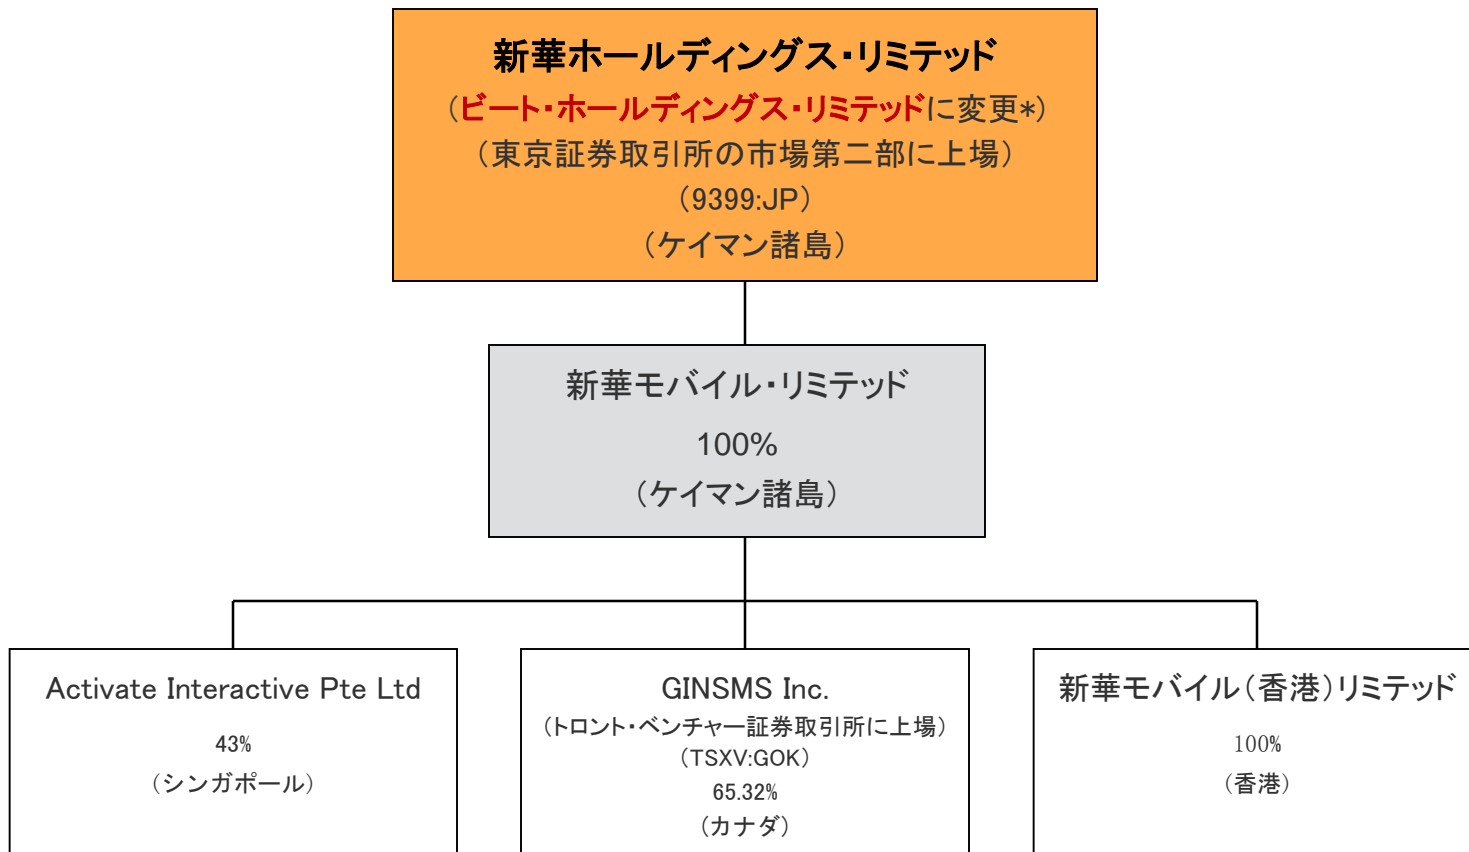 新華ホールディングス・リミテッド
（ビート・ホールディングス・リミテッドに変更*）
（東京証券取引所の市場第二部に上場）
（9399:JP）
（ケイマン諸島）
新華モバイル・リミテッド
100%
（ケイマン諸島）
Activate Interactive Pte Ltd
43%
（シンガポール）
GINSMS Inc.
（トロント・ベンチャー証券取引所に上場）
（TSXV:GOK）
65.32%
（カナダ）
新華モバイル（香港）リミテッド
100%
（香港）